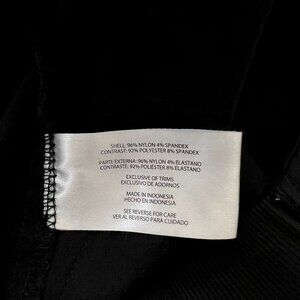 SHELL: 96% NYLON 4% SPANDEX
CONTRAST: 92% POLYESTER 8% SPANDEX
PARTE EXTERNA: 96% NYLON 4% ELASTANO
CONTRASTE: 92% POLIÉSTER 8% ELASTANO
EXCLUSIVE OF TRIMS
EXCLUSIVO DE ADORNOS
MADE IN INDONESIA
HECHO EN INDONESIA
SEE REVERSE FOR CARE
VER AL REVERSO PARA CUIDADO